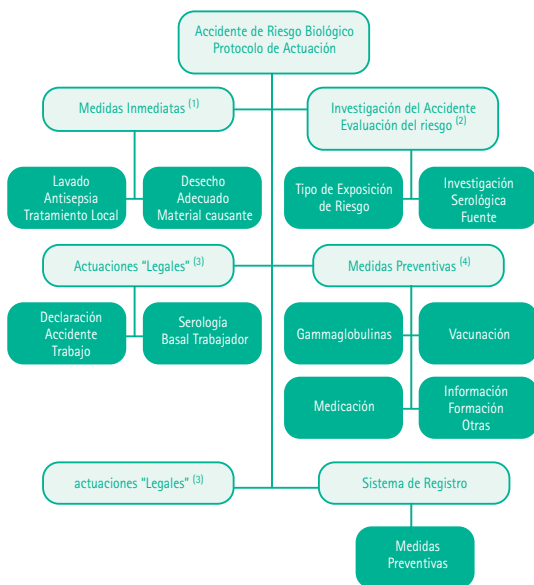 Accidente de Riesgo Biológico
Protocolo de Actuación
Medidas Inmediatas (1)
Investigación del Accidente
Evaluación del riesgo (2)
Lavado
Antisepsia
Tratamiento Local
Desecho
Adecuado
Material causante
Tipo de Exposición
de Riesgo
Investigación
Serológica
Fuente
Actuaciones "Legales" (3)
Medidas Preventivas (4)
Declaración
Accidente
Trabajo
Serología
Basal Trabajador
Gammaglobulinas
Vacunación
Medicación
Información
Formación
Otras
actuaciones "Legales" (3)
Sistema de Registro
Medidas
Preventivas